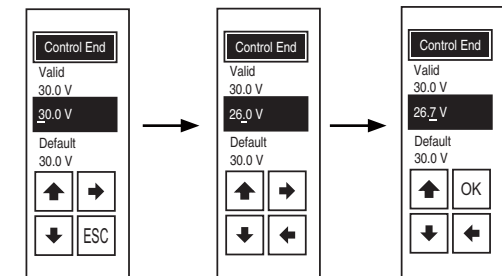 Control End
Valid
30.0 V
30.0 V
Default
30.0 V
ESC
Control End
Valid
30.0 V
26.0 V
Default
30.0 V
Control End
Valid
30.0 V
26.7 V
Default
30.0 V
OK